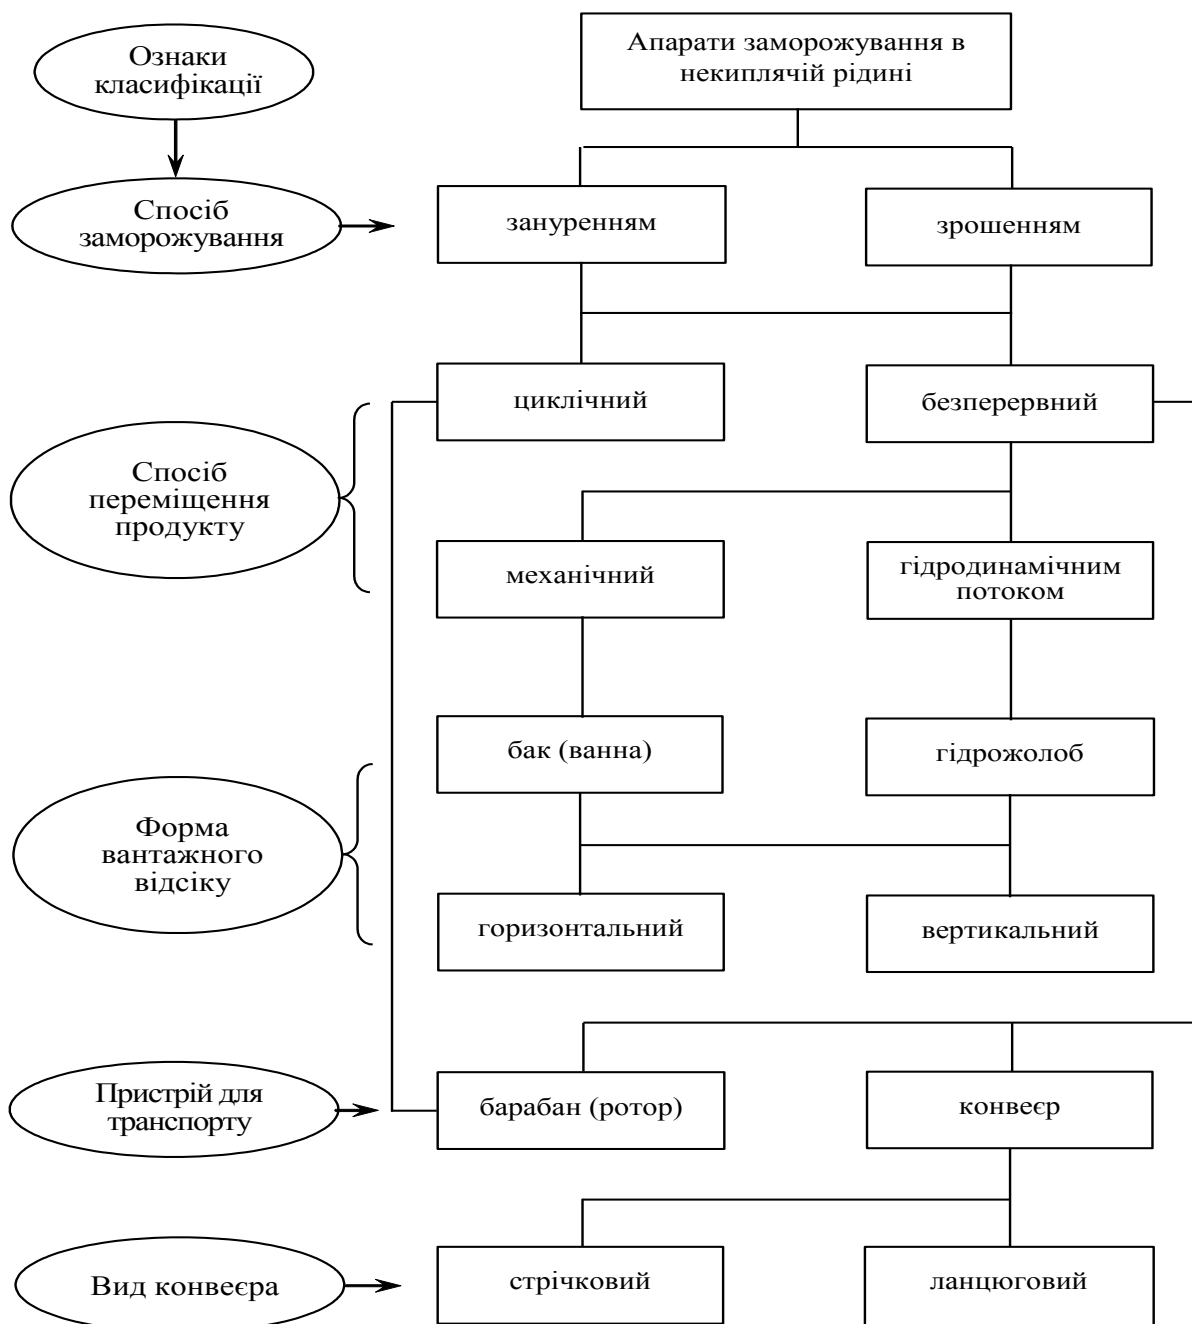 Ознаки
класифікації
Апарати заморожування в
некиплячій рідині
Спосіб
заморожування
зануренням
зрошенням
циклічний
безперервний
Спосіб
переміщення
продукту
механічний
гідродинамічним
потоком
бак (ванна)
гідрожолоб
Форма
вантажного
відсіку
горизонтальний
вертикальний
Пристрій для
транспорту
барабан (ротор)
конвеєр
Вид конвеєра
стрічковий
ланцюговий